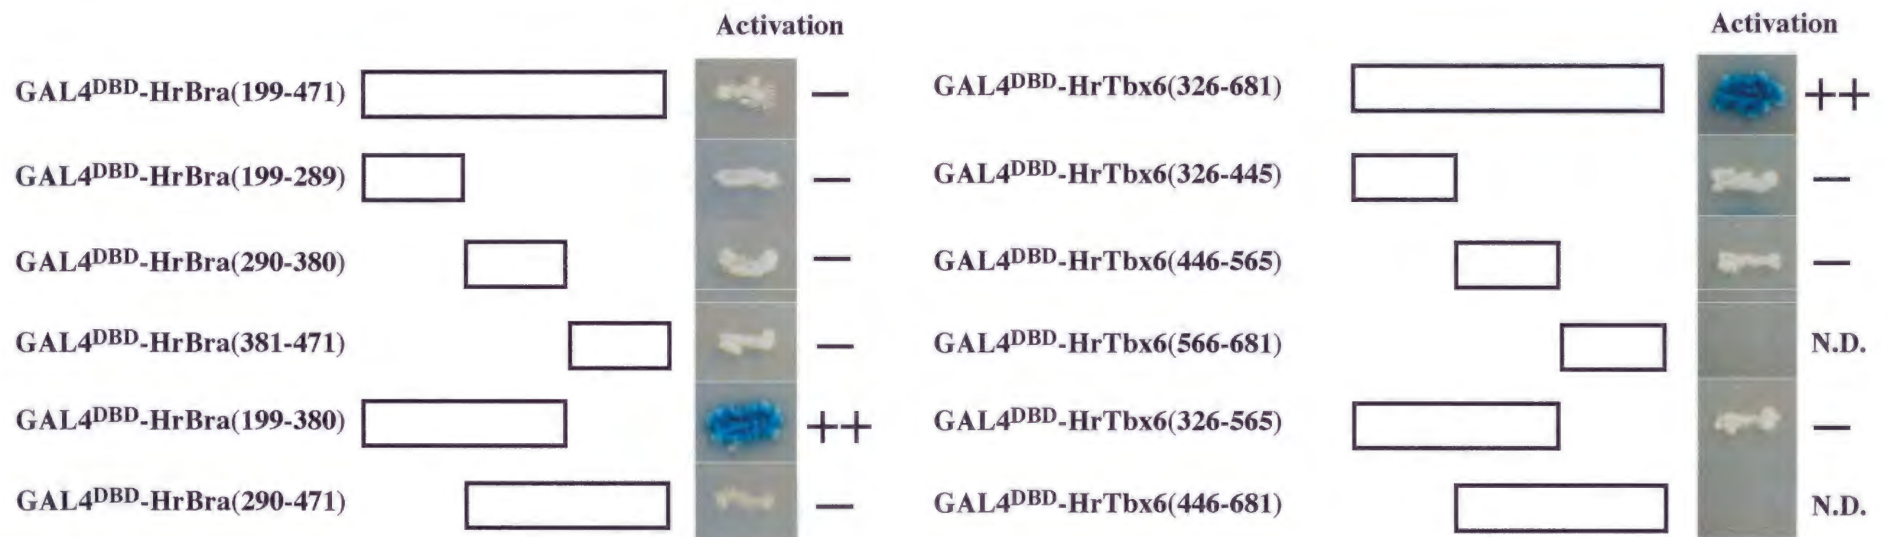 Activation
GAL4DBD-HrBra(199-471) —
GAL4DBD-HrBra(199-289) —
GAL4DBD-HrBra(290-380) —
GAL4DBD-HrBra(381-471) —
GAL4DBD-HrBra(199-380) ++
GAL4DBD-HrBra(290-471) —
Activation
GAL4DBD-HrTbx6(326-681) ++
GAL4DBD-HrTbx6(326-445) —
GAL4DBD-HrTbx6(446-565) —
GAL4DBD-HrTbx6(566-681) N.D.
GAL4DBD-HrTbx6(326-565) —
GAL4DBD-HrTbx6(446-681) N.D.